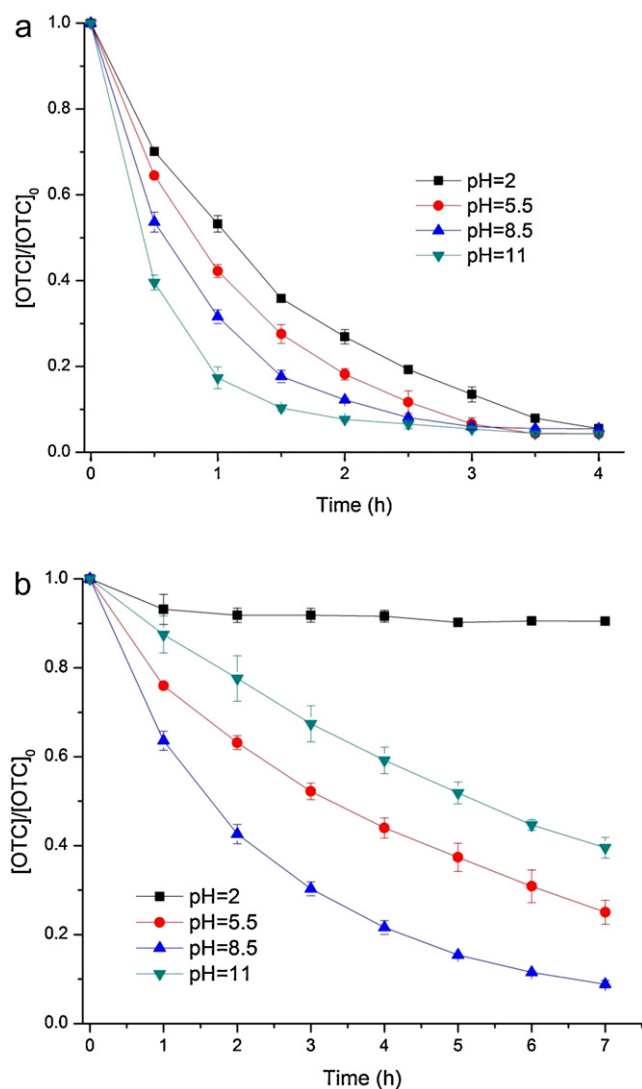 a
1.0
0.8
0.6
0.4
0.2
0.0
[OTC]/[OTC]₀
pH=2
pH=5.5
pH=8.5
pH=11
0 1 2 3 4
Time (h)
b
1.0
0.8
0.6
0.4
0.2
0.0
[OTC]/[OTC]₀
pH=2
pH=5.5
pH=8.5
pH=11
0 1 2 3 4 5 6 7
Time (h)